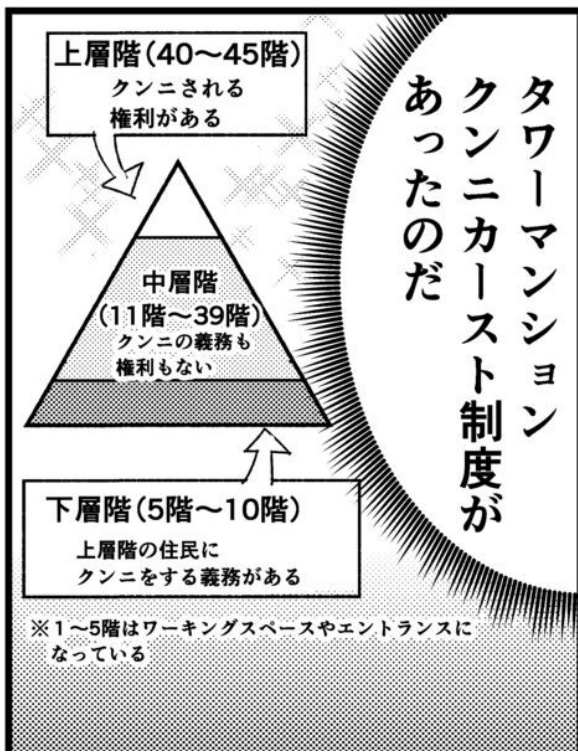 タワーマンション
クンニカースト制度が
あったのだ
上層階（40〜45階）
クンニされる
権利がある
中層階
（11階〜39階）
クンニの義務も
権利もない
下層階（5階〜10階）
上層階の住民に
クンニをする義務がある
※１〜5階はワーキングスペースやエントランスに
なっている